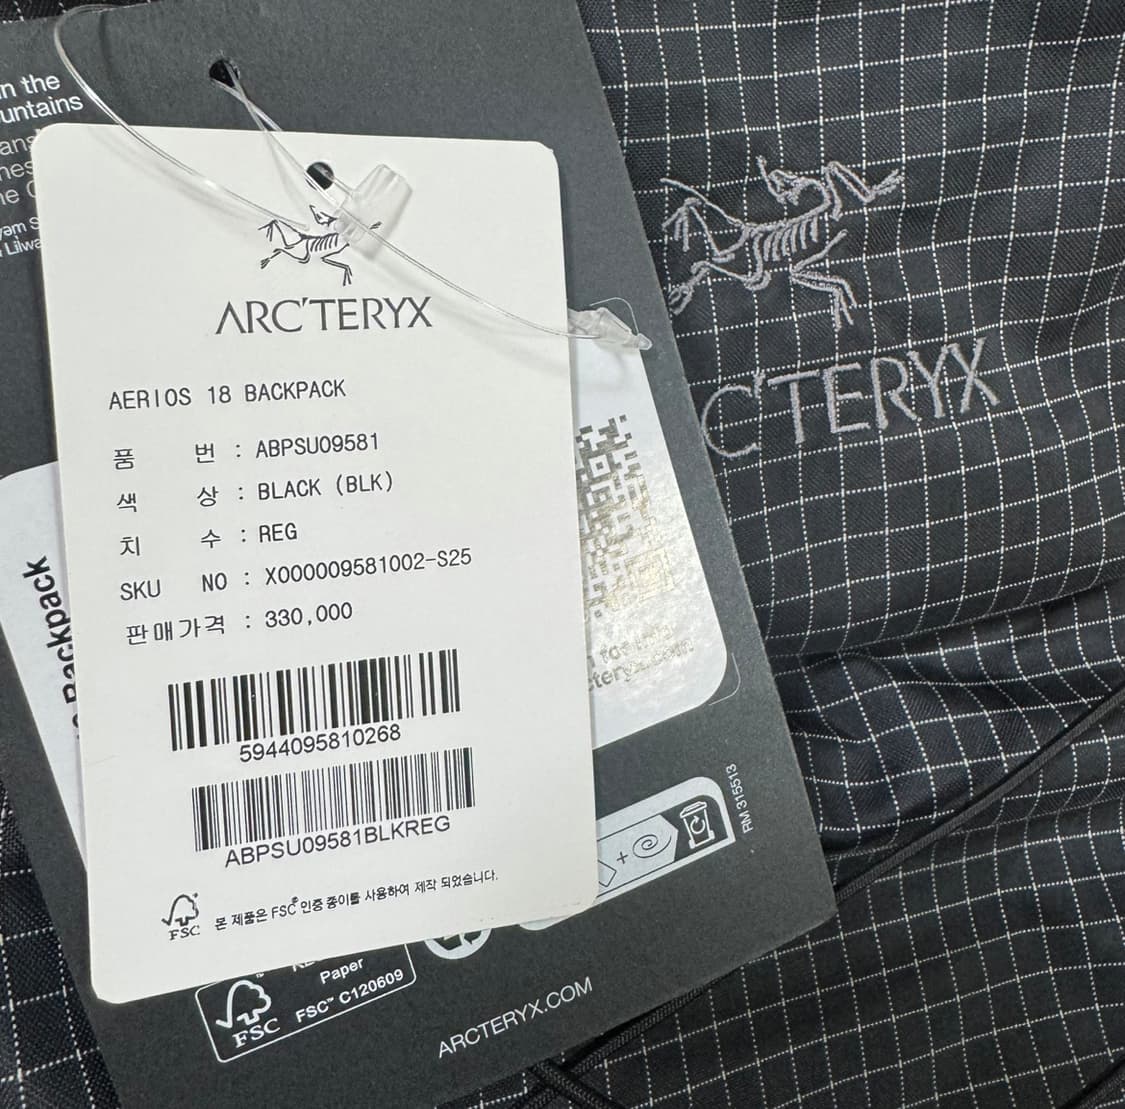 n the
untains
ARC'TERYX
AERIOS 18 BACKPACK
품 번 : ABPSU09581
색 상 : BLACK (BLK)
치 수 : REG
SKU NO : X000009581002-S25
판매가격 : 330,000
5944095810268
ABPSU09581BLKREG
FSC 본 제품은 FSC® 인증 종이를 사용하여 제작 되었습니다.
Backpack
RM 315513
+
FSC
Paper
FSC™ C120609
ARCTERYX.COM
C'TERYX